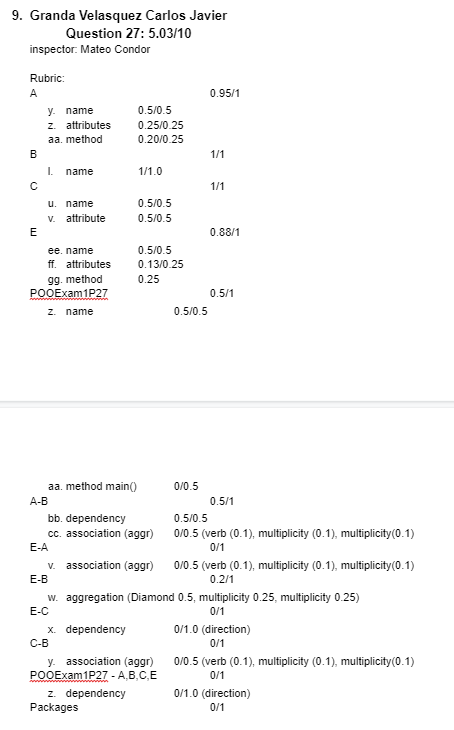 9. Granda Velasquez Carlos Javier
Question 27: 5.03/10
inspector: Mateo Condor
Rubric:
A 0.95/1
y. name 0.5/0.5
z. attributes 0.25/0.25
aa. method 0.20/0.25
B 1/1
l. name 1/1.0
C 1/1
u. name 0.5/0.5
v. attribute 0.5/0.5
E 0.88/1
ee. name 0.5/0.5
ff. attributes 0.13/0.25
gg. method 0.25
POOExam1P27 0.5/1
z. name 0.5/0.5
aa. method main() 0/0.5
A-B 0.5/1
bb. dependency 0.5/0.5
cc. association (aggr) 0/0.5 (verb (0.1), multiplicity (0.1), multiplicity(0.1)
E-A 0/1
v. association (aggr) 0/0.5 (verb (0.1), multiplicity (0.1), multiplicity(0.1)
E-B 0.2/1
w. aggregation (Diamond 0.5, multiplicity 0.25, multiplicity 0.25)
E-C 0/1
x. dependency 0/1.0 (direction)
C-B 0/1
y. association (aggr) 0/0.5 (verb (0.1), multiplicity (0.1), multiplicity(0.1)
POOExam1P27 - A,B,C,E 0/1
z. dependency 0/1.0 (direction)
Packages 0/1